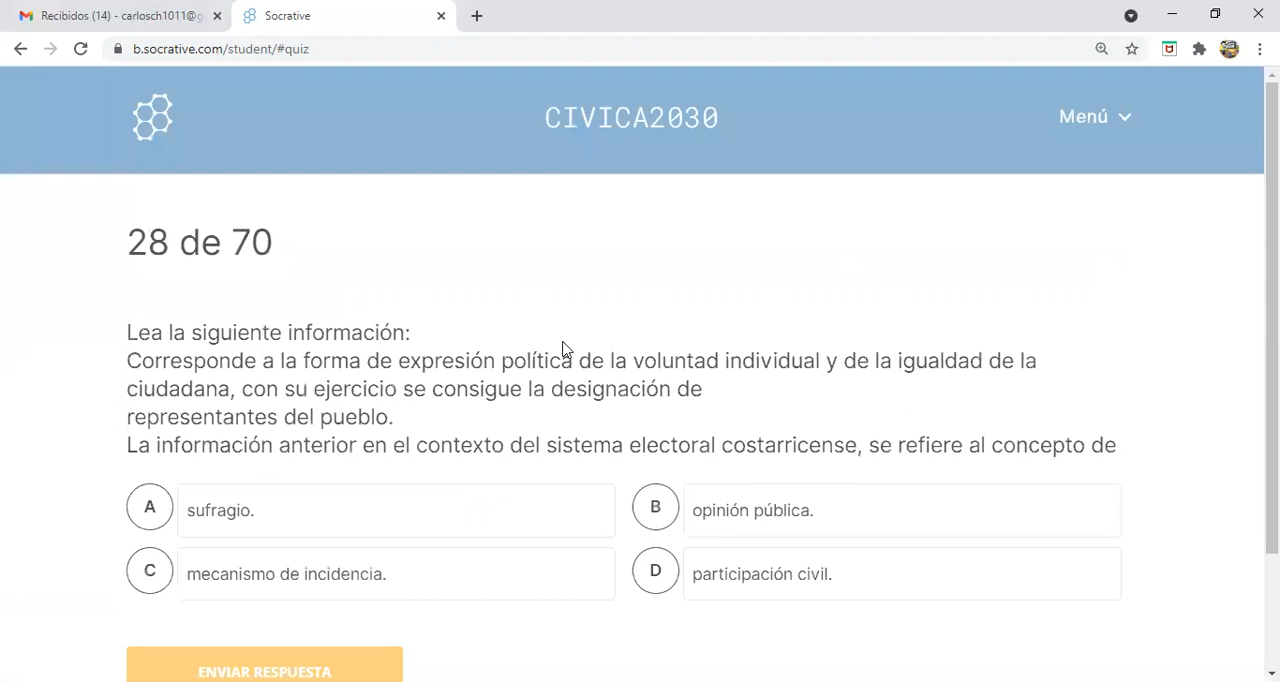 Recibidos (14) - carlosch1011@g
Socrative
b.socrative.com/student/#quiz
CIVICA2030
Menú
28 de 70
Lea la siguiente información:
Corresponde a la forma de expresión política de la voluntad individual y de la igualdad de la
ciudadana, con su ejercicio se consigue la designación de
representantes del pueblo.
La información anterior en el contexto del sistema electoral costarricense, se refiere al concepto de
A sufragio.
B opinión pública.
C mecanismo de incidencia.
D participación civil.
ENVIAR RESPUESTA